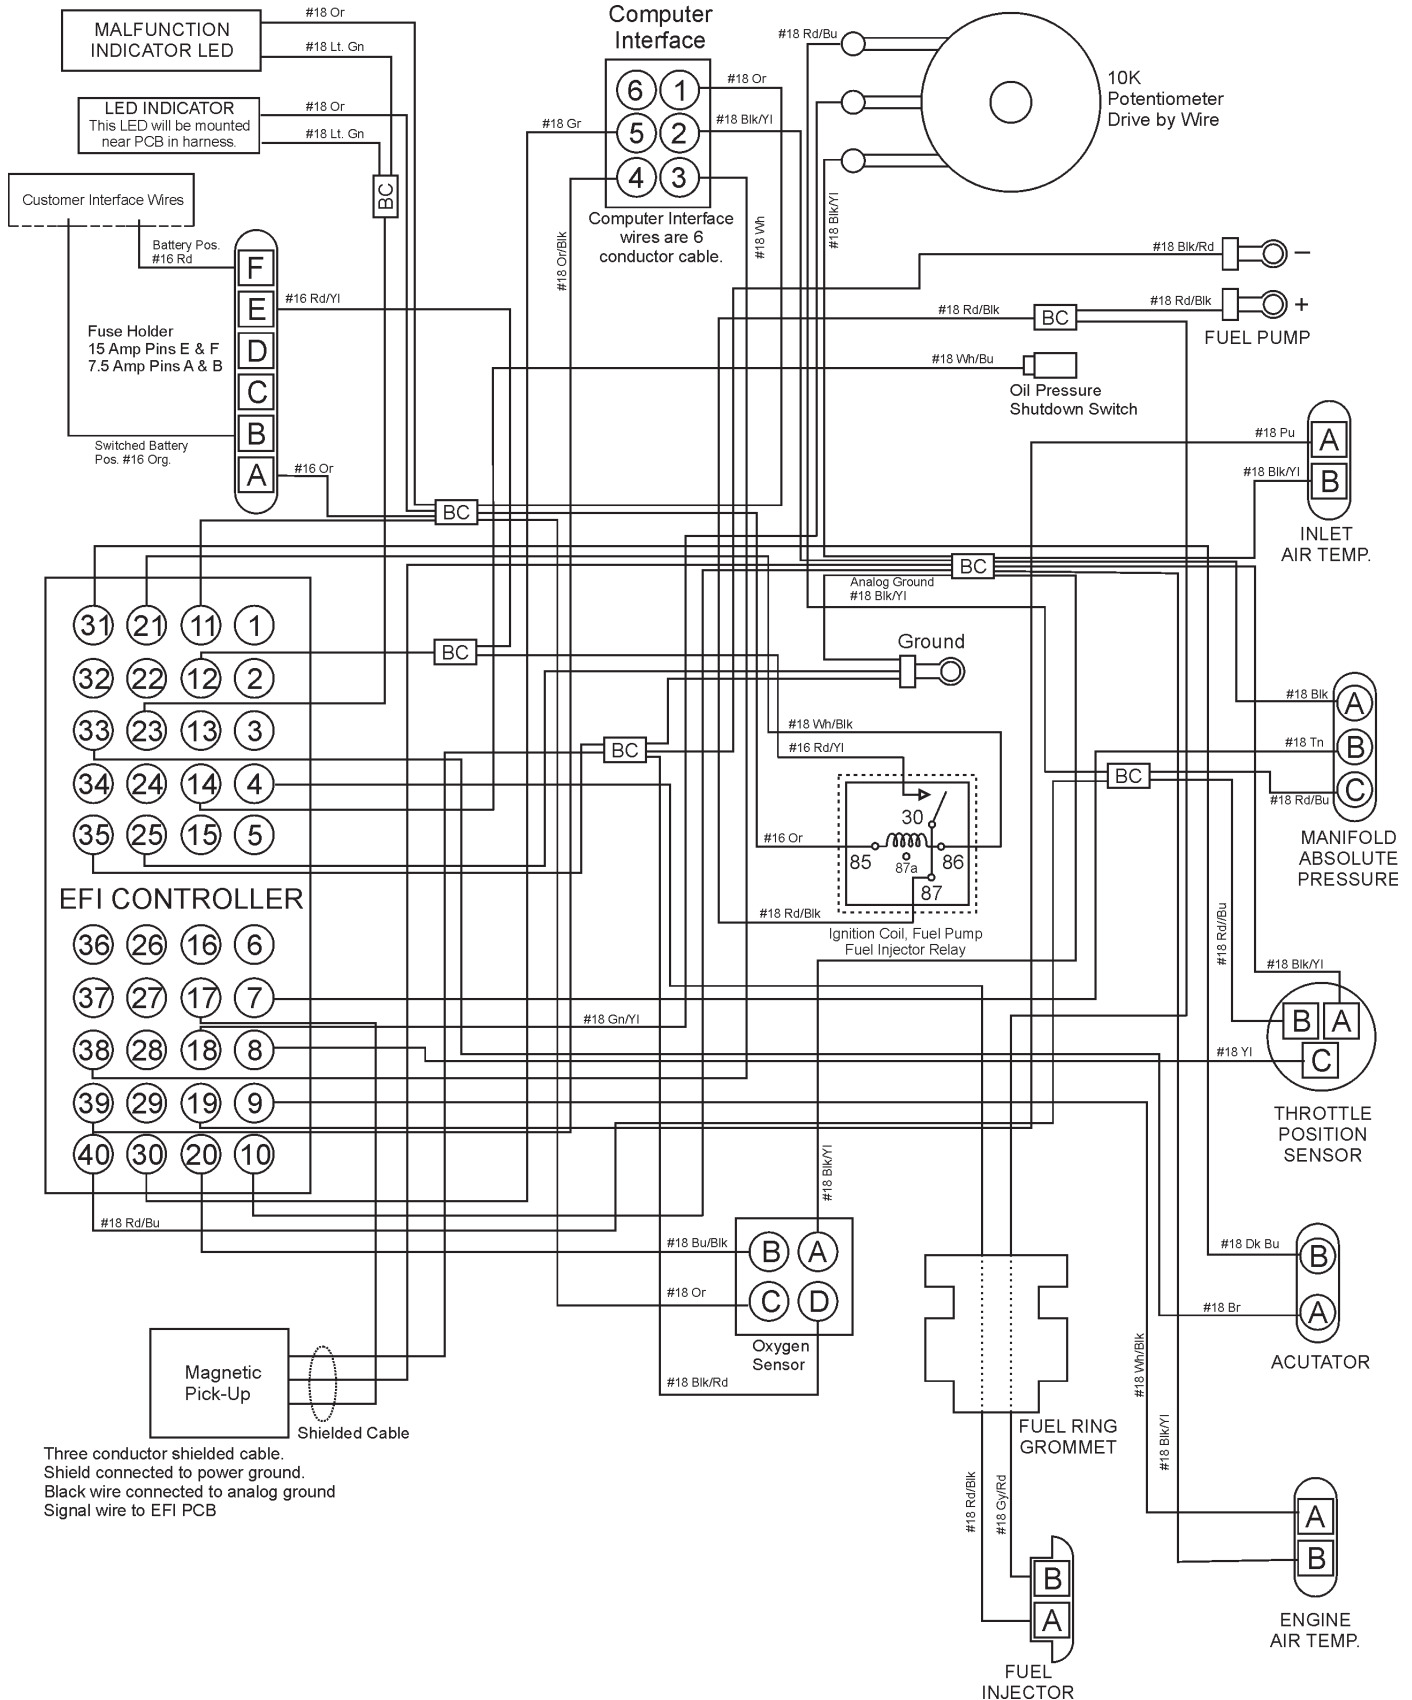 MALFUNCTION
INDICATOR LED
#18 Or
#18 Lt. Gn
LED INDICATOR
This LED will be mounted
near PCB in harness.
#18 Or
#18 Lt. Gn
BC
Customer Interface Wires
Battery Pos.
#16 Rd
F
E
D
C
B
A
#16 Rd/Yl
Fuse Holder
15 Amp Pins E & F
7.5 Amp Pins A & B
Switched Battery
Pos. #16 Org.
#16 Or
Computer
Interface
6 1
5 2
4 3
#18 Or
#18 Gr
#18 Blk/Yl
#18 Or/Blk
#18 Wh
Computer Interface
wires are 6
conductor cable.
#18 Rd/Bu
#18 Blk/Yl
10K
Potentiometer
Drive by Wire
#18 Blk/Rd
−
#18 Rd/Blk
BC
#18 Rd/Blk
+
FUEL PUMP
#18 Wh/Bu
Oil Pressure
Shutdown Switch
#18 Pu
A
#18 Blk/Yl
B
INLET
AIR TEMP.
BC
BC
Analog Ground
#18 Blk/Yl
Ground
BC
BC
31 21 11 1
32 22 12 2
33 23 13 3
34 24 14 4
35 25 15 5
EFI CONTROLLER
36 26 16 6
37 27 17 7
38 28 18 8
39 29 19 9
40 30 20 10
#18 Wh/Blk
#16 Rd/Yl
30
#16 Or
85
87a
86
87
#18 Rd/Blk
Ignition Coil, Fuel Pump
Fuel Injector Relay
#18 Blk
A
#18 Tn
B
BC
#18 Rd/Bu
C
MANIFOLD
ABSOLUTE
PRESSURE
#18 Rd//Bu
#18 Blk/Yl
B A
C
#18 Yl
THROTTLE
POSITION
SENSOR
#18 Gn/Yl
#18 Rd/Bu
#18 Blk/Yl
#18 Bu/Blk
B A
C D
#18 Or
Oxygen
Sensor
#18 Blk/Rd
#18 Dk Bu
B
#18 Br
A
ACUTATOR
#18 Wh/Blk
#18 Blk/Yl
Magnetic
Pick-Up
Shielded Cable
Three conductor shielded cable.
Shield connected to power ground.
Black wire connected to analog ground
Signal wire to EFI PCB
FUEL RING
GROMMET
#18 Rd/Blk
#18 Gy/Rd
B
A
FUEL
INJECTOR
A
B
ENGINE
AIR TEMP.